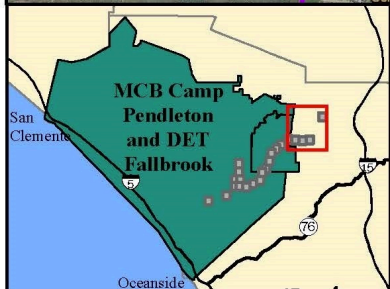 MCB Camp
Pendleton
and DET
Fallbrook
San
Clemente
5
15
76
Oceanside